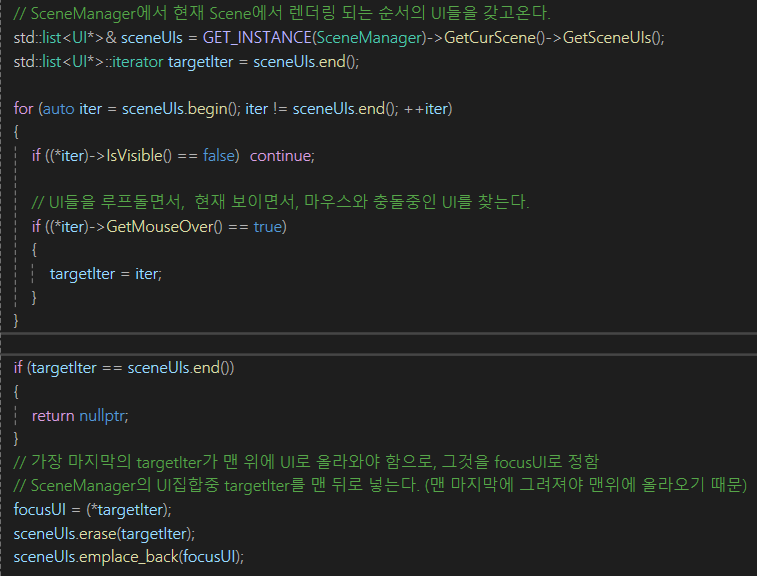 // SceneManager에서 현재 Scene에서 렌더링 되는 순서의 UI들을 갖고온다.
std::list<UI*>& sceneUIs = GET_INSTANCE(SceneManager)->GetCurScene()->GetSceneUIs();
std::list<UI*>::iterator targetIter = sceneUIs.end();
for (auto iter = sceneUIs.begin(); iter != sceneUIs.end(); ++iter)
{
if ((*iter)->IsVisible() == false)  continue;
// UI들을 루프돌면서,  현재 보이면서, 마우스와 충돌중인 UI를 찾는다.
if ((*iter)->GetMouseOver() == true)
{
targetIter = iter;
}
}
if (targetIter == sceneUIs.end())
{
return nullptr;
}
// 가장 마지막의 targetIter가 맨 위에 UI로 올라와야 함으로, 그것을 focusUI로 정함
// SceneManager의 UI집합중 targetIter를 맨 뒤로 넣는다. (맨 마지막에 그려져야 맨위에 올라오기 때문)
focusUI = (*targetIter);
sceneUIs.erase(targetIter);
sceneUIs.emplace_back(focusUI);